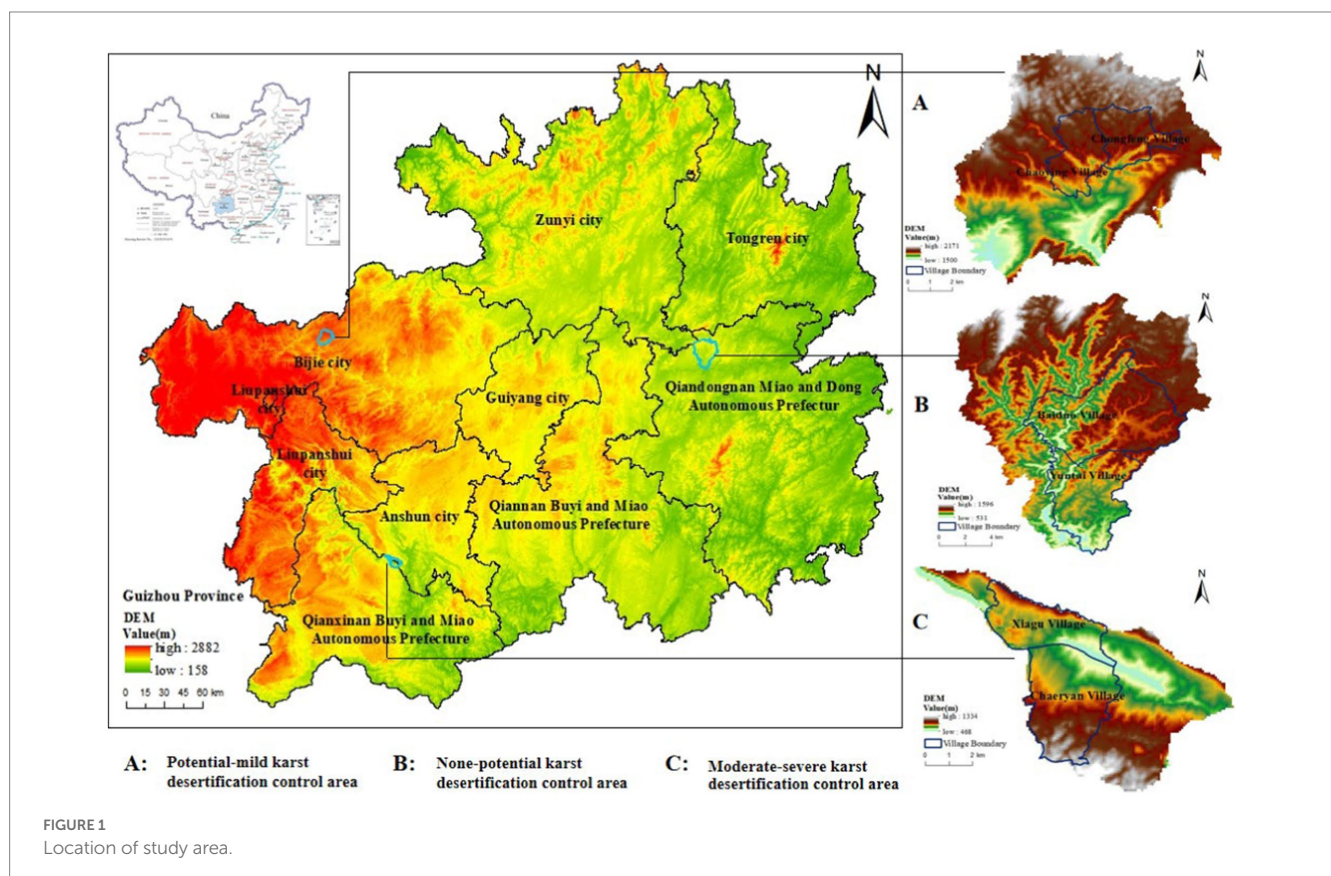 China
N
Zunyi city
Tongren city
Bijie city
Liupanshui
city
Guiyang city
Qiandongnan Miao and Dong
Autonomous Prefectur
Liupanshui
city
Anshun city
Qiannan Buyi and Miao
Autonomous Prefecture
Qianxinan Buyi and Miao
Autonomous Prefecture
Guizhou Province
DEM
Value(m)
high : 2882
low : 158
0 15 30 45 60 km
N
A
Chongfeng Village
DEM
Value(m)
high : 2171
low : 1500
Village Boundary
0 1 2 km
N
B
Yuntai Village
DEM
Value(m)
high : 1596
low : 531
Village Boundary
0 2 4 km
N
C
Xiagu Village
Chaeryan Village
DEM
Value(m)
high : 1334
low : 468
Village Boundary
0 1 2 km
A: Potential-mild karst
desertification control area
B: None-potential karst
desertification control area
C: Moderate-severe karst
desertification control area
FIGURE 1
Location of study area.